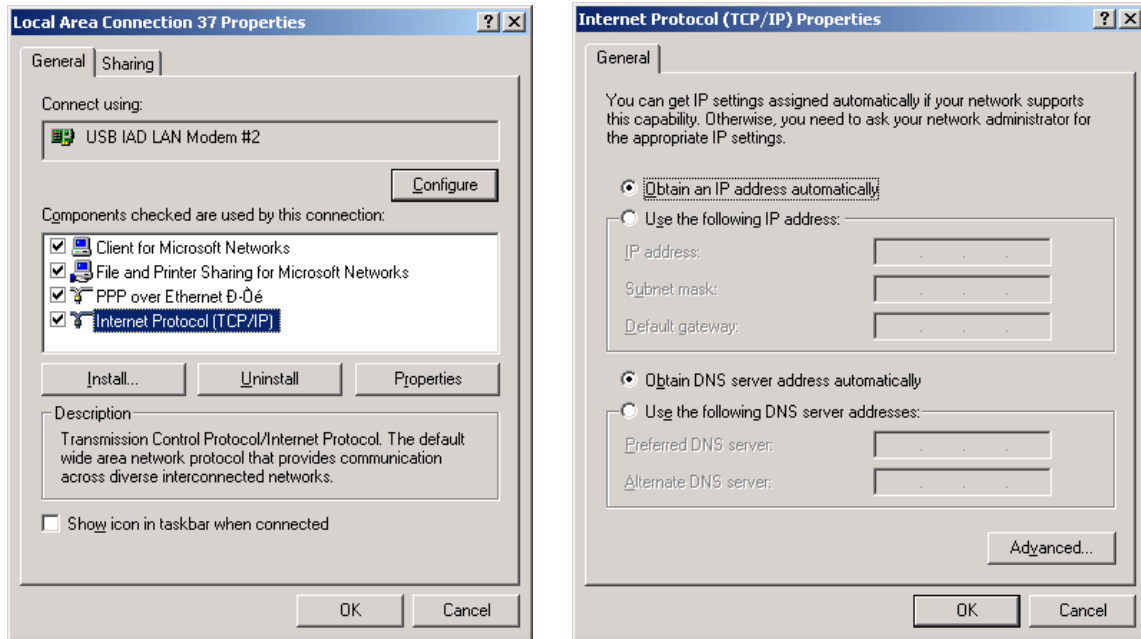 Local Area Connection 37 Properties
General
Sharing
Connect using:
USB IAD LAN Modem #2
Configure
Components checked are used by this connection:
Client for Microsoft Networks
File and Printer Sharing for Microsoft Networks
PPP over Ethernet Ð-Òé
Internet Protocol (TCP/IP)
Install...
Uninstall
Properties
Description
Transmission Control Protocol/Internet Protocol. The default
wide area network protocol that provides communication
across diverse interconnected networks.
Show icon in taskbar when connected
OK
Cancel
Internet Protocol (TCP/IP) Properties
General
You can get IP settings assigned automatically if your network supports
this capability. Otherwise, you need to ask your network administrator for
the appropriate IP settings.
Obtain an IP address automatically
Use the following IP address:
IP address:
Subnet mask:
Default gateway:
Obtain DNS server address automatically
Use the following DNS server addresses:
Preferred DNS server:
Alternate DNS server:
Advanced...
OK
Cancel